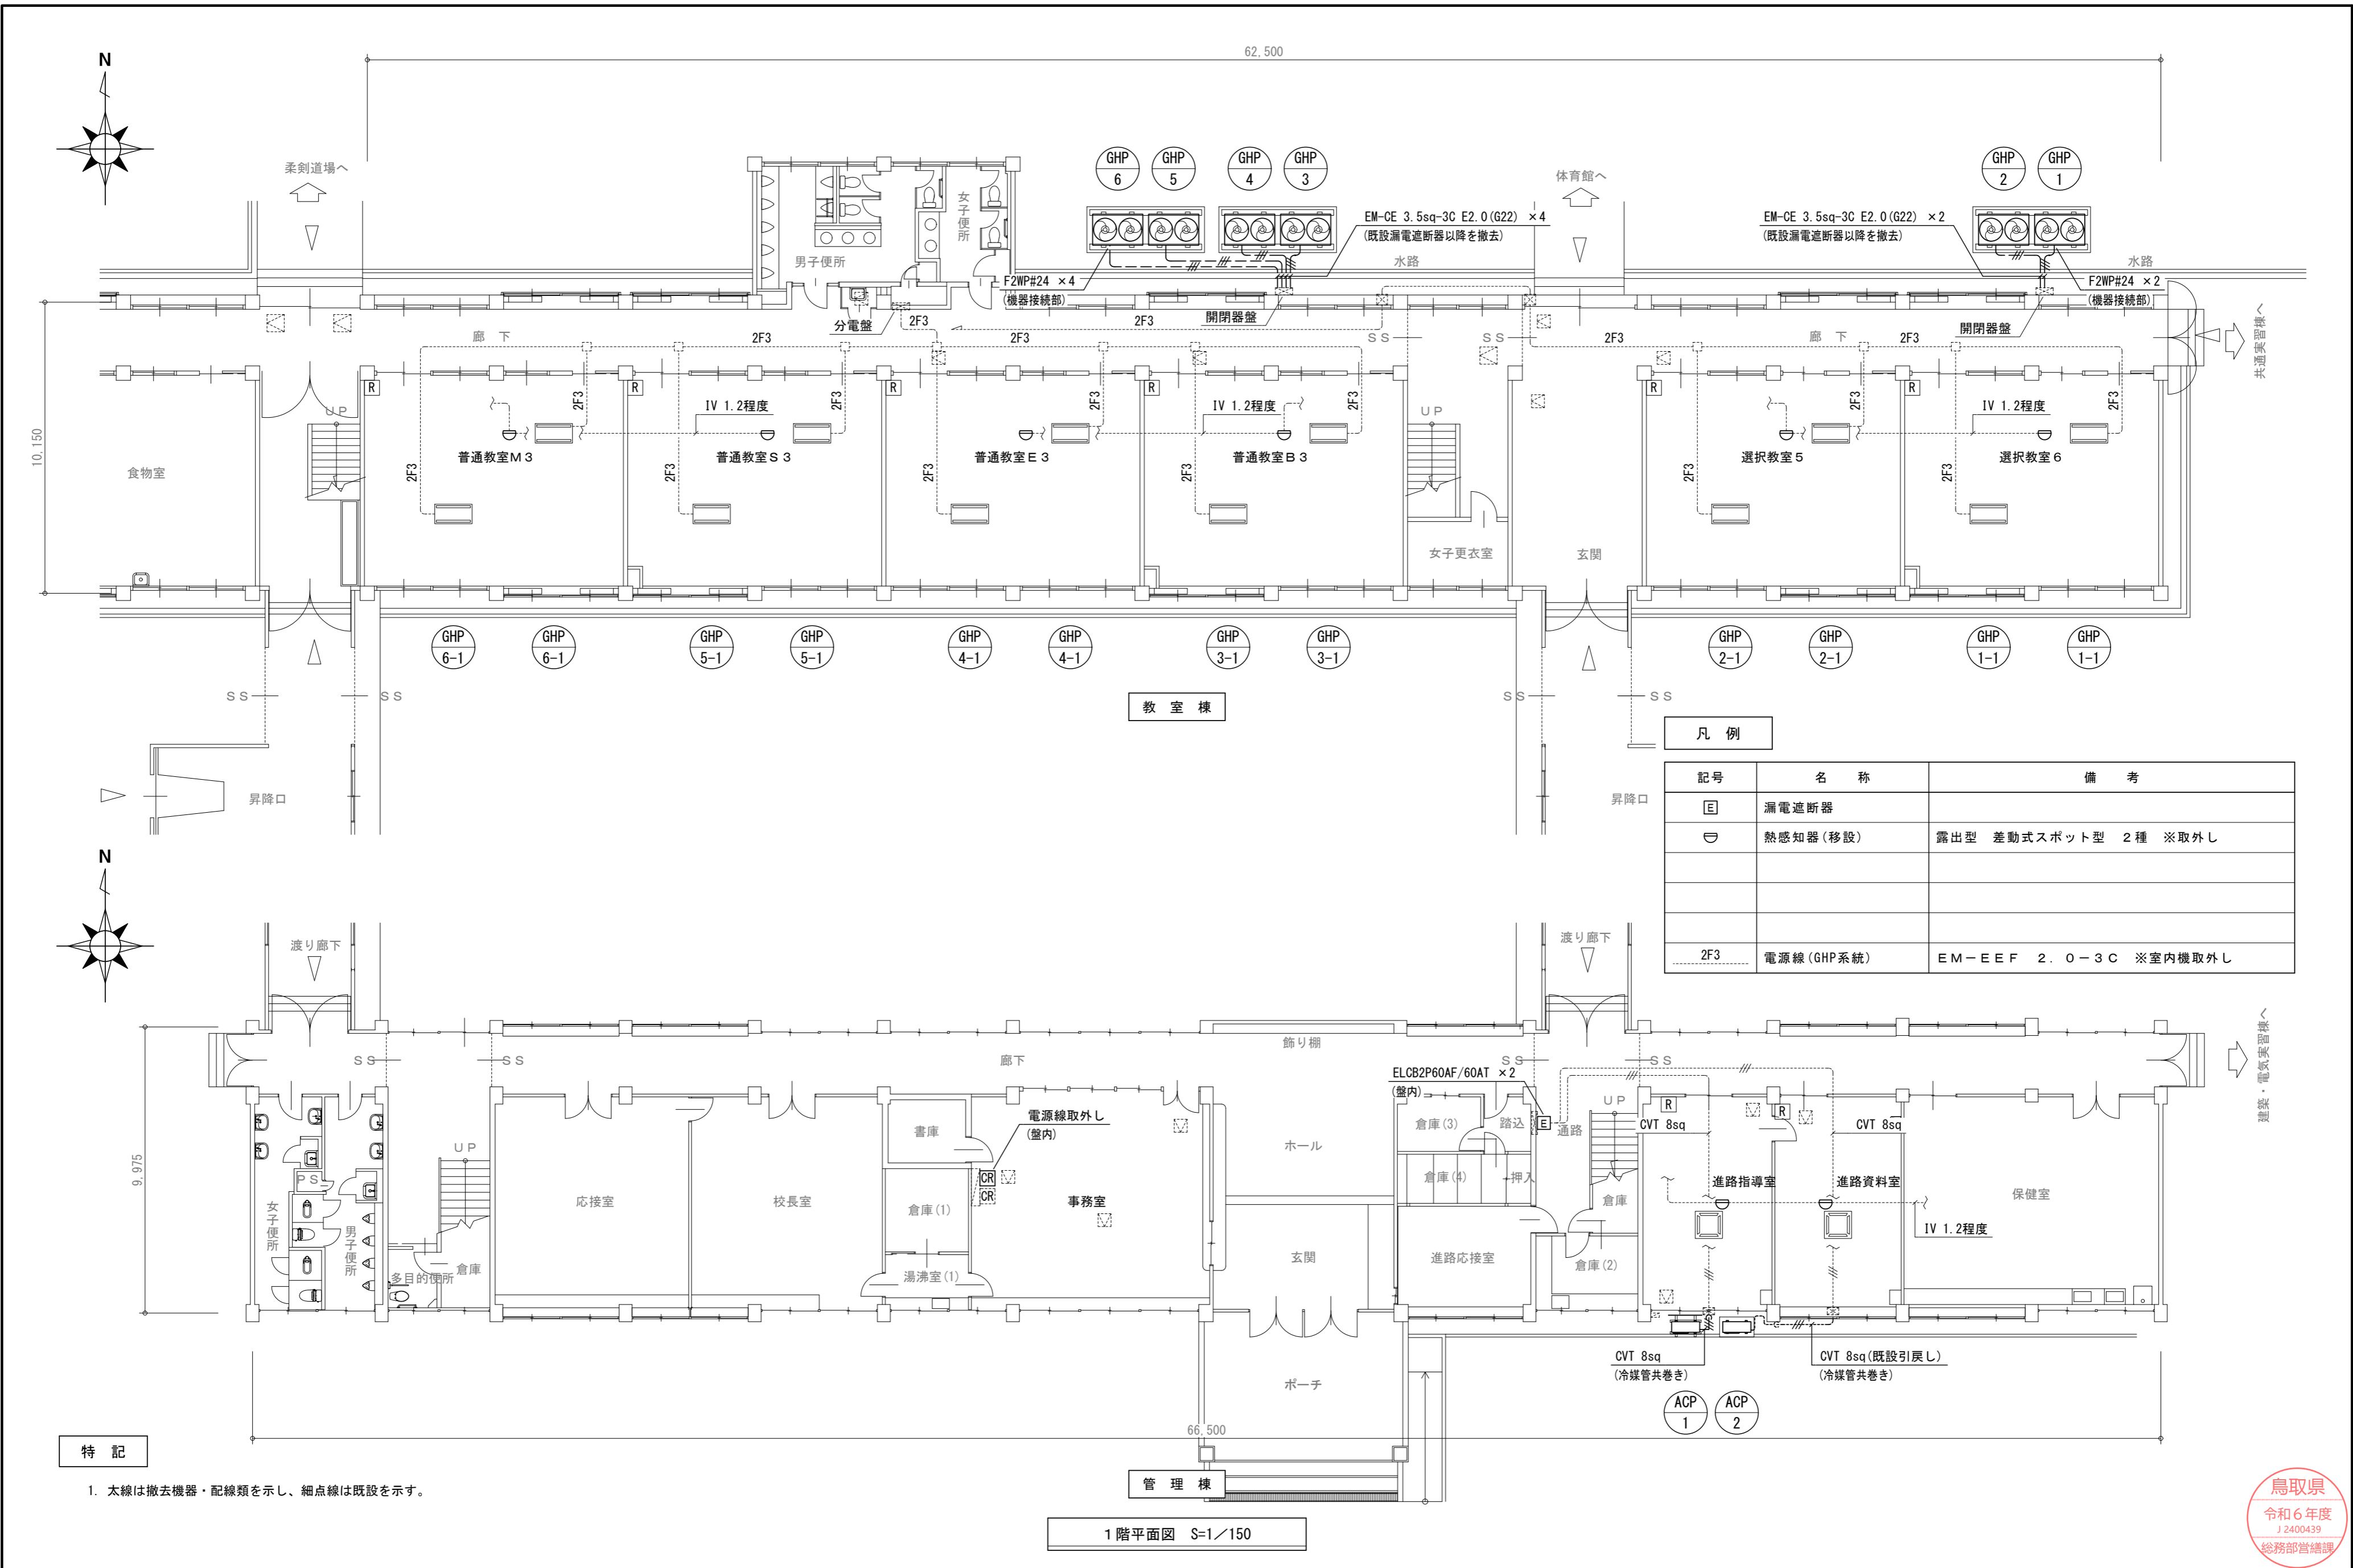 62,500
N
柔剣道場へ
GHP
6
GHP
5
GHP
4
GHP
3
体育館へ
GHP
2
GHP
1
女子便所
男子便所
EM-CE 3.5sq-3C E2.0(G22) ×4
(既設漏電遮断器以降を撤去)
EM-CE 3.5sq-3C E2.0(G22) ×2
(既設漏電遮断器以降を撤去)
水路
水路
F2WP#24 ×4
(機器接続部)
F2WP#24 ×2
(機器接続部)
分電盤
2F3
2F3
開閉器盤
開閉器盤
廊 下
2F3
2F3
SS
SS
2F3
廊 下
2F3
共通実習棟へ
R
R
R
R
R
R
UP
UP
IV 1.2程度
IV 1.2程度
IV 1.2程度
2F3
2F3
2F3
2F3
2F3
2F3
10,150
食物室
普通教室M3
普通教室S3
普通教室E3
普通教室B3
選択教室5
選択教室6
2F3
2F3
2F3
2F3
2F3
2F3
女子更衣室
玄関
GHP
6-1
GHP
6-1
GHP
5-1
GHP
5-1
GHP
4-1
GHP
4-1
GHP
3-1
GHP
3-1
GHP
2-1
GHP
2-1
GHP
1-1
GHP
1-1
SS
SS
SS
SS
教 室 棟
昇降口
昇降口
凡 例
記号 名 称 備 考
E 漏電遮断器
熱感知器(移設) 露出型 差動式スポット型 2種 ※取外し
2F3 電源線(GHP系統) EM-EEF 2.0-3C ※室内機取外し
N
渡り廊下
渡り廊下
建築・電気実習棟へ
SS
SS
廊下
飾り棚
SS
SS
ELCB2P60AF/60AT ×2
(盤内)
9,975
電源線取外し
(盤内)
書庫
倉庫(3)
踏込
E
通路
UP
R
R
CVT 8sq
CVT 8sq
UP
PS
ホール
倉庫(4)
押入
CR
CR
女子便所
男子便所
応接室
校長室
倉庫(1)
事務室
倉庫
進路指導室
進路資料室
保健室
IV 1.2程度
多目的便所
倉庫
湯沸室(1)
玄関
進路応接室
倉庫(2)
CVT 8sq
(冷媒管共巻き)
CVT 8sq(既設引戻し)
(冷媒管共巻き)
ポーチ
ACP
1
ACP
2
66,500
特 記
1. 太線は撤去機器・配線類を示し、細点線は既設を示す。
管 理 棟
1階平面図 S=1/150
鳥取県
令和6年度
J2400439
総務部営繕課